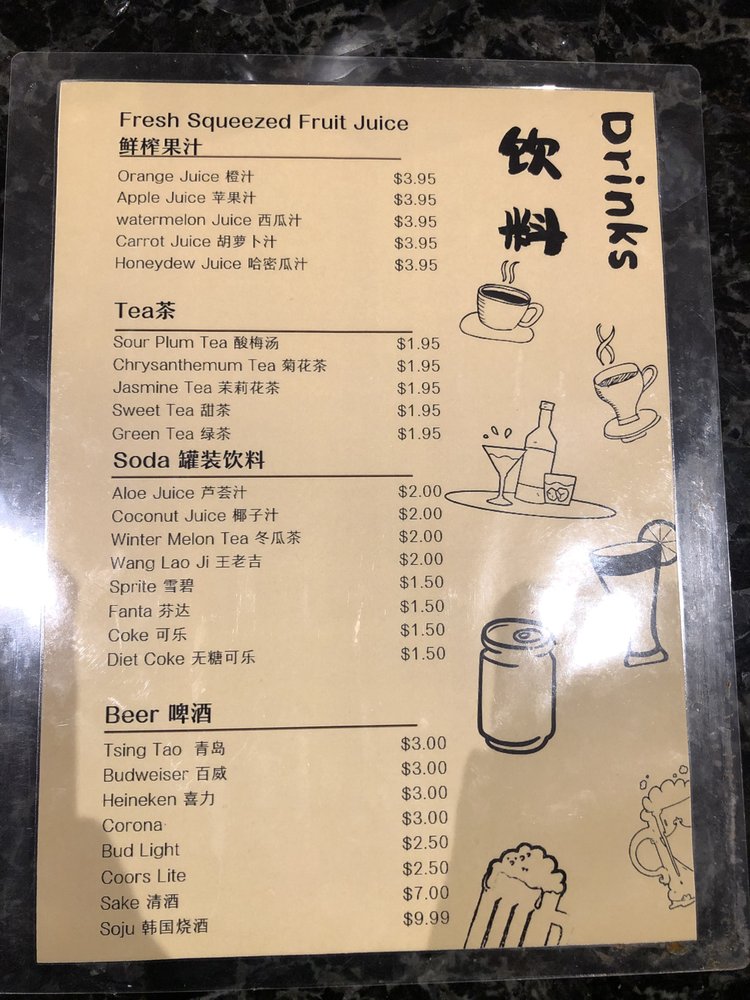 Drinks
饮料
Fresh Squeezed Fruit Juice
鲜榨果汁
Orange Juice 橙汁 $3.95
Apple Juice 苹果汁 $3.95
watermelon Juice 西瓜汁 $3.95
Carrot Juice 胡萝卜汁 $3.95
Honeydew Juice 哈密瓜汁 $3.95
Tea茶
Sour Plum Tea 酸梅汤 $1.95
Chrysanthemum Tea 菊花茶 $1.95
Jasmine Tea 茉莉花茶 $1.95
Sweet Tea 甜茶 $1.95
Green Tea 绿茶 $1.95
Soda 罐装饮料
Aloe Juice 芦荟汁 $2.00
Coconut Juice 椰子汁 $2.00
Winter Melon Tea 冬瓜茶 $2.00
Wang Lao Ji 王老吉 $2.00
Sprite 雪碧 $1.50
Fanta 芬达 $1.50
Coke 可乐 $1.50
Diet Coke 无糖可乐 $1.50
Beer 啤酒
Tsing Tao 青岛 $3.00
Budweiser 百威 $3.00
Heineken 喜力 $3.00
Corona $3.00
Bud Light $2.50
Coors Lite $2.50
Sake 清酒 $7.00
Soju 韩国烧酒 $9.99